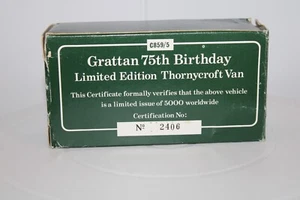 C859/5
Grattan 75th Birthday
Limited Edition Thornycroft Van
This Certificate formally verifies that the above vehicle
is a limited issue of 5000 worldwide
Certification No:
Nº 2406